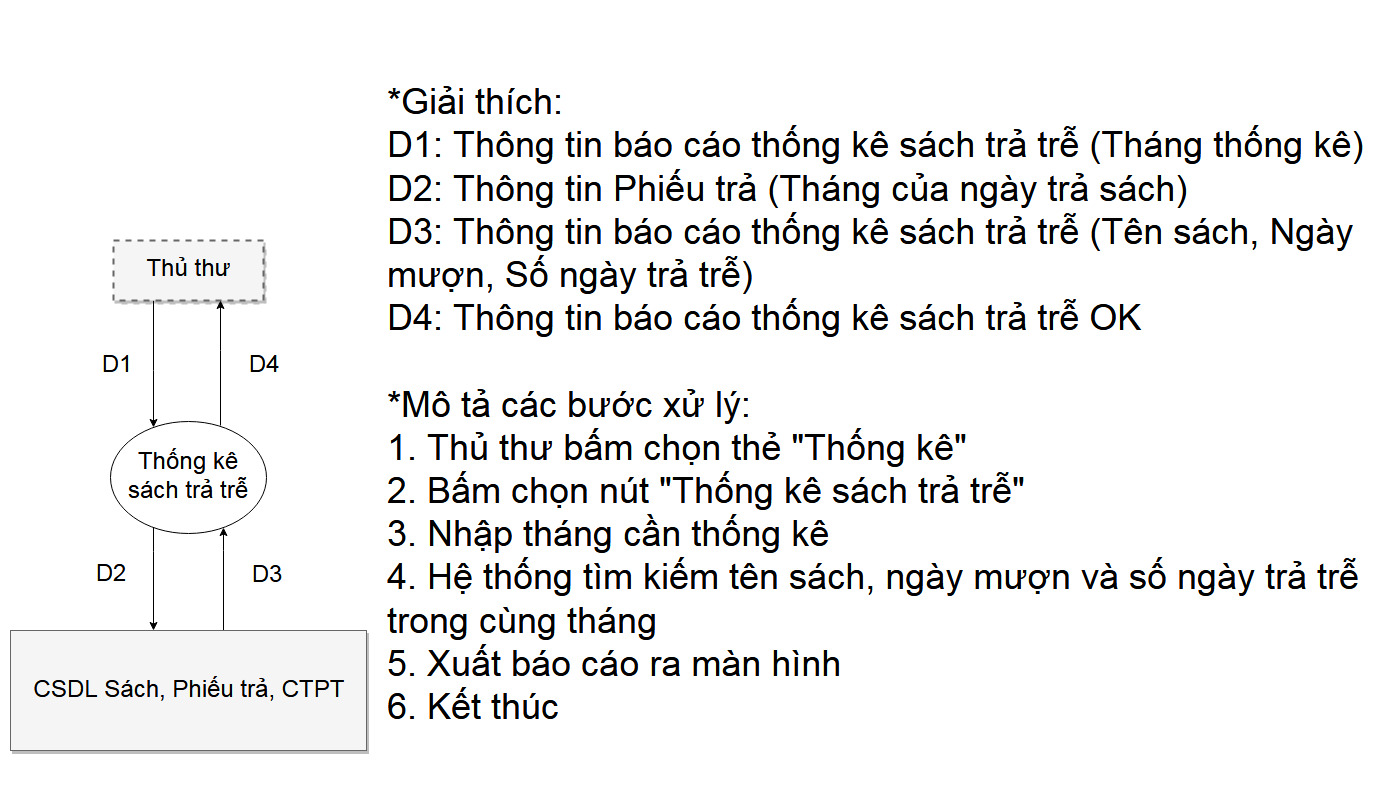 Thủ thư
D1
D4
Thống kê
sách trả trễ
D2
D3
CSDL Sách, Phiếu trả, CTPT
*Giải thích:
D1: Thông tin báo cáo thống kê sách trả trễ (Tháng thống kê)
D2: Thông tin Phiếu trả (Tháng của ngày trả sách)
D3: Thông tin báo cáo thống kê sách trả trễ (Tên sách, Ngày
mượn, Số ngày trả trễ)
D4: Thông tin báo cáo thống kê sách trả trễ OK
*Mô tả các bước xử lý:
1. Thủ thư bấm chọn thẻ "Thống kê"
2. Bấm chọn nút "Thống kê sách trả trễ"
3. Nhập tháng cần thống kê
4. Hệ thống tìm kiếm tên sách, ngày mượn và số ngày trả trễ
trong cùng tháng
5. Xuất báo cáo ra màn hình
6. Kết thúc